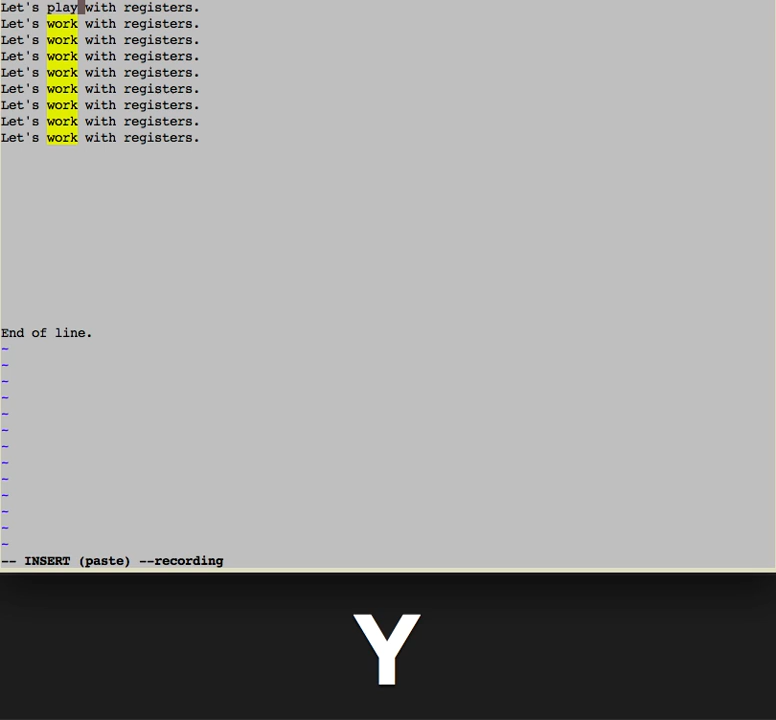 Let's play with registers.
Let's work with registers.
Let's work with registers.
Let's work with registers.
Let's work with registers.
Let's work with registers.
Let's work with registers.
Let's work with registers.
Let's work with registers.
End of line.
~
~
~
~
~
~
~
~
~
~
~
~
~
-- INSERT (paste) --recording
Y